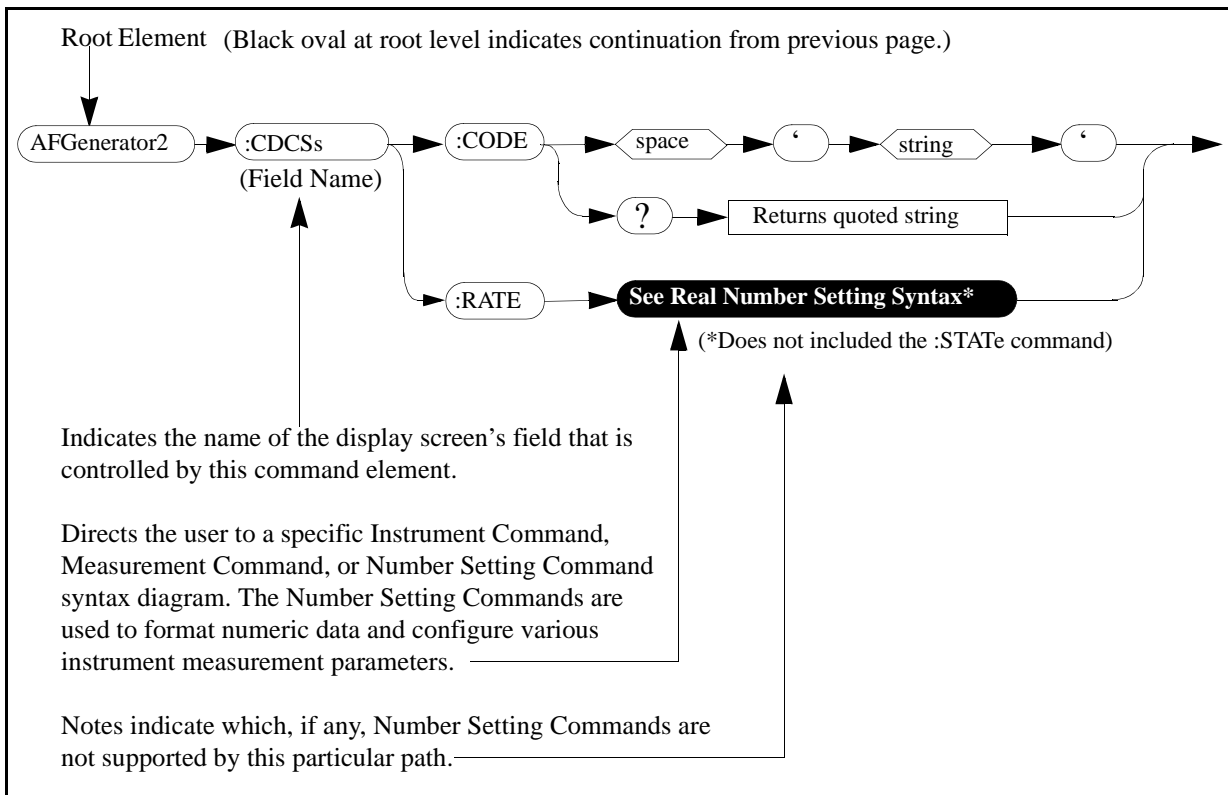 Root Element (Black oval at root level indicates continuation from previous page.)
AFGenerator2 :CDCSs :CODE space ‘ string ‘
(Field Name)
? Returns quoted string
:RATE See Real Number Setting Syntax*
(*Does not included the :STATe command)
Indicates the name of the display screen’s field that is
controlled by this command element.
Directs the user to a specific Instrument Command,
Measurement Command, or Number Setting Command
syntax diagram. The Number Setting Commands are
used to format numeric data and configure various
instrument measurement parameters.
Notes indicate which, if any, Number Setting Commands are
not supported by this particular path.